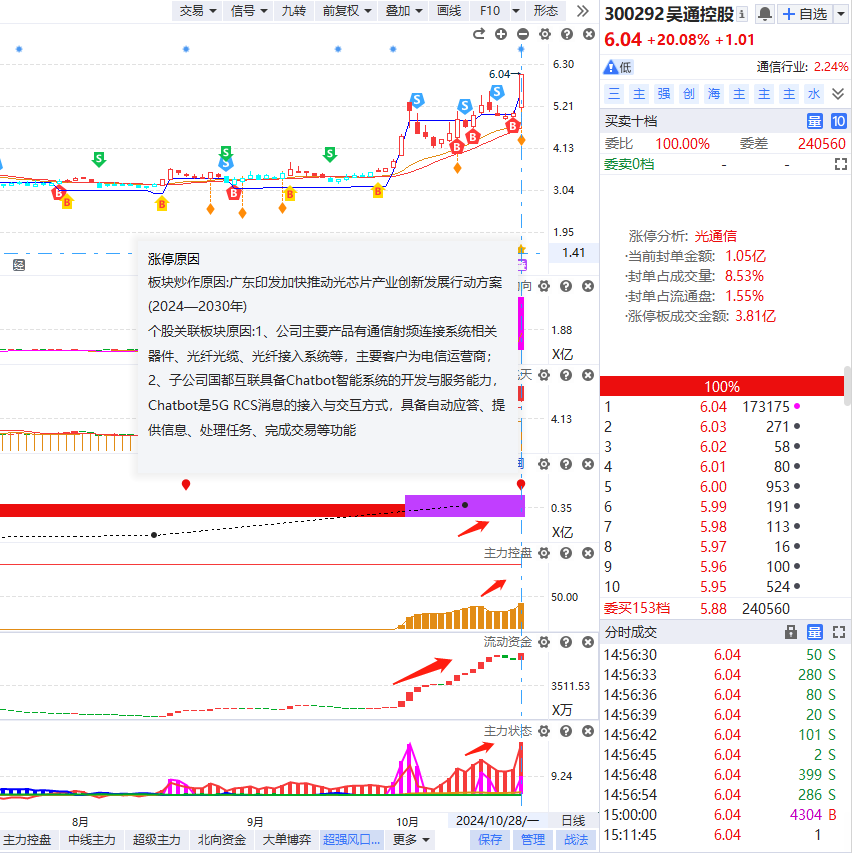 交易 信号 九转 前复权 叠加 画线 F10 形态
300292吴通控股 自选
6.04 +20.08% +1.01
低 通信行业: 2.24%
三 主 强 创 海 主 主 主 水
买卖十档 量 10
委比 100.00% 委差 240560
委卖0档 - -
涨停分析: 光通信
·当前封单金额: 1.05亿
·封单占成交量: 8.53%
·封单占流通盘: 1.55%
·涨停板成交金额: 3.81亿
100%
1 6.04 173175
2 6.03 271
3 6.02 58
4 6.01 80
5 6.00 953
6 5.99 191
7 5.98 113
8 5.97 16
9 5.96 100
10 5.95 524
委买153档 5.88 240560
分时成交 量
14:56:30 6.04 50 S
14:56:33 6.04 280 S
14:56:36 6.04 80 S
14:56:39 6.04 20 S
14:56:42 6.04 101 S
14:56:45 6.04 2 S
14:56:48 6.04 399 S
14:56:54 6.04 286 S
15:00:00 6.04 4304 B
15:11:45 6.04 1
6.30
6.04
5.21
4.13
3.04
1.95
1.41
S S S S S S S
B B B B B B B B B
涨停原因
板块炒作原因:广东印发加快推动光芯片产业创新发展行动方案
(2024—2030年)
个股关联板块原因:1、公司主要产品有通信射频连接系统相关
器件、光纤光缆、光纤接入系统等，主要客户为电信运营商；
2、子公司国都互联具备Chatbot智能系统的开发与服务能力，
Chatbot是5G RCS消息的接入与交互方式，具备自动应答、提
供信息、处理任务、完成交易等功能
向
1.88
X亿
天
4.13
0.35
X亿
主力控盘
50.00
流动资金
3511.53
X万
主力状态
9.24
8月 9月 10月 2024/10/28/一 日线
主力控盘 中线主力 超级主力 北向资金 大单博弈 超强风口... 更多 保存 管理 战法